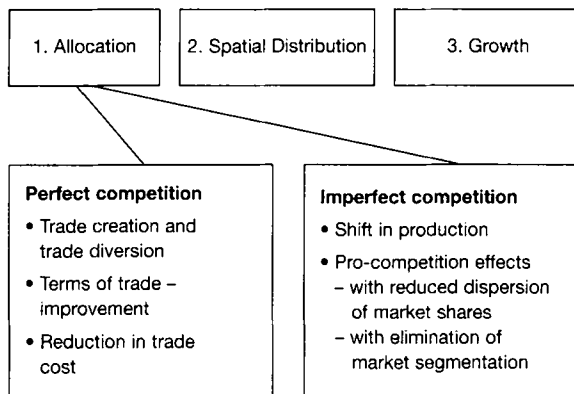 1. Allocation
2. Spatial Distribution
3. Growth
Perfect competition
• Trade creation and
trade diversion
• Terms of trade –
improvement
• Reduction in trade
cost
Imperfect competition
• Shift in production
• Pro-competition effects
– with reduced dispersion
of market shares
– with elimination of
market segmentation